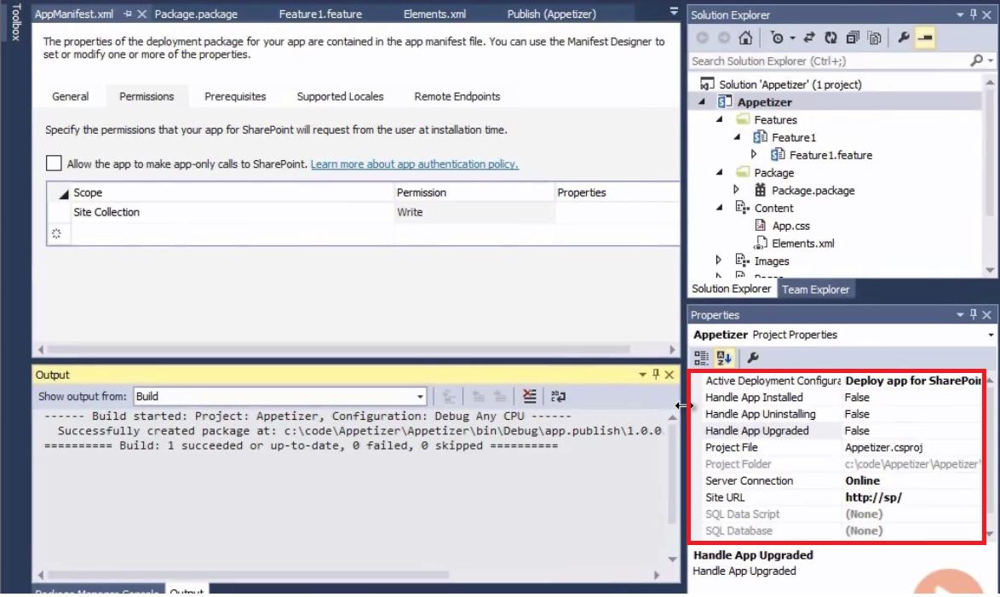 Toolbox
AppManifest.xml
Package.package
Feature1.feature
Elements.xml
Publish (Appetizer)
The properties of the deployment package for your app are contained in the app manifest file. You can use the Manifest Designer to
set or modify one or more of the properties.
General
Permissions
Prerequisites
Supported Locales
Remote Endpoints
Specify the permissions that your app for SharePoint will request from the user at installation time.
Allow the app to make app-only calls to SharePoint. Learn more about app authentication policy.
Scope Permission Properties
Site Collection Write
Output
Show output from: Build
------ Build started: Project: Appetizer, Configuration: Debug Any CPU ------
Successfully created package at: c:\code\Appetizer\Appetizer\bin\Debug\app.publish\1.0.0.
========== Build: 1 succeeded or up-to-date, 0 failed, 0 skipped ==========
Package Manager Console
Output
Solution Explorer
Search Solution Explorer (Ctrl+;)
Solution 'Appetizer' (1 project)
Appetizer
Features
Feature1
Feature1.feature
Package
Package.package
Content
App.css
Elements.xml
Images
Pages
Solution Explorer
Team Explorer
Properties
Appetizer Project Properties
Active Deployment Configura Deploy app for SharePoin
Handle App Installed False
Handle App Uninstalling False
Handle App Upgraded False
Project File Appetizer.csproj
Project Folder c:\code\Appetizer\Appetizer\
Server Connection Online
Site URL http://sp/
SQL Data Script (None)
SQL Database (None)
Handle App Upgraded
Handle App Upgraded